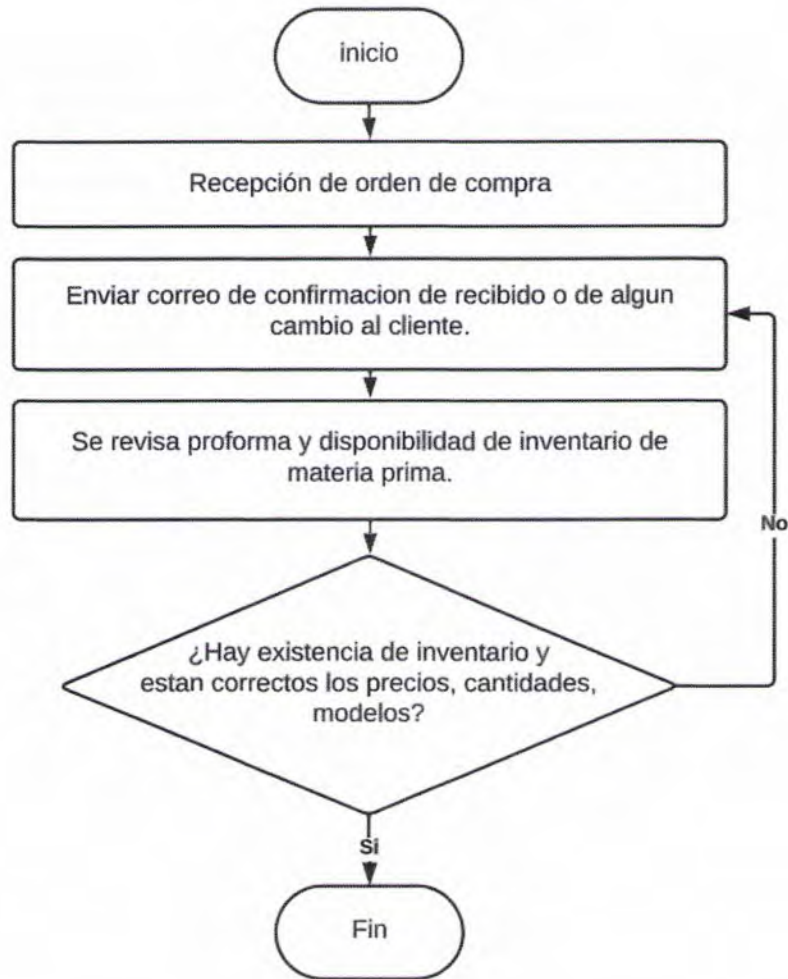 inicio
Recepción de orden de compra
Enviar correo de confirmacion de recibido o de algun
cambio al cliente.
Se revisa proforma y disponibilidad de inventario de
materia prima.
No
¿Hay existencia de inventario y
estan correctos los precios, cantidades,
modelos?
Si
Fin